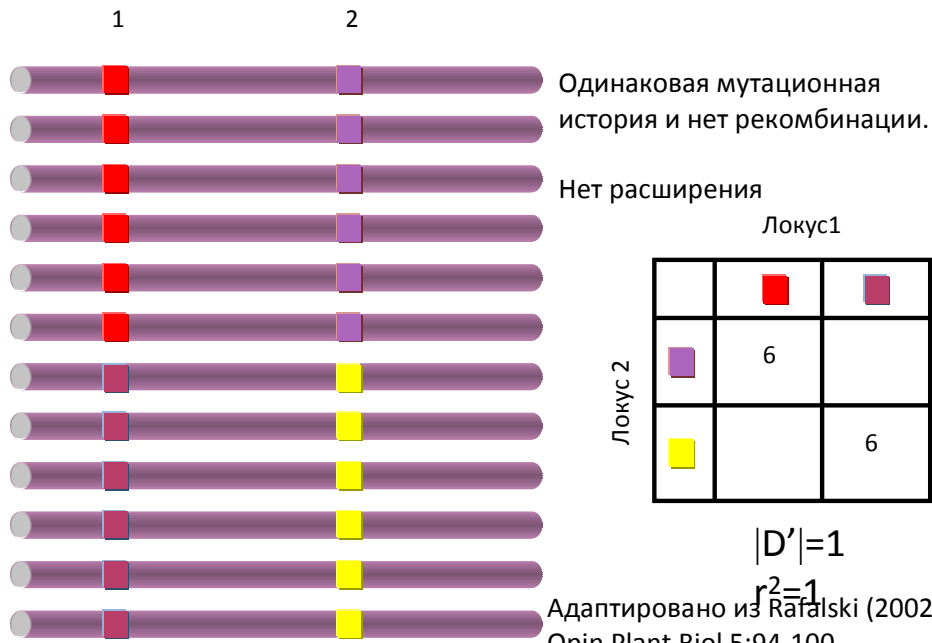 1 2
Одинаковая мутационная
история и нет рекомбинации.
Нет расширения
Локус1
Локус 2
6
6
|D’|=1
r²=1
Адаптировано из Rafalski (2002
Opin Plant Biol 5:94-100